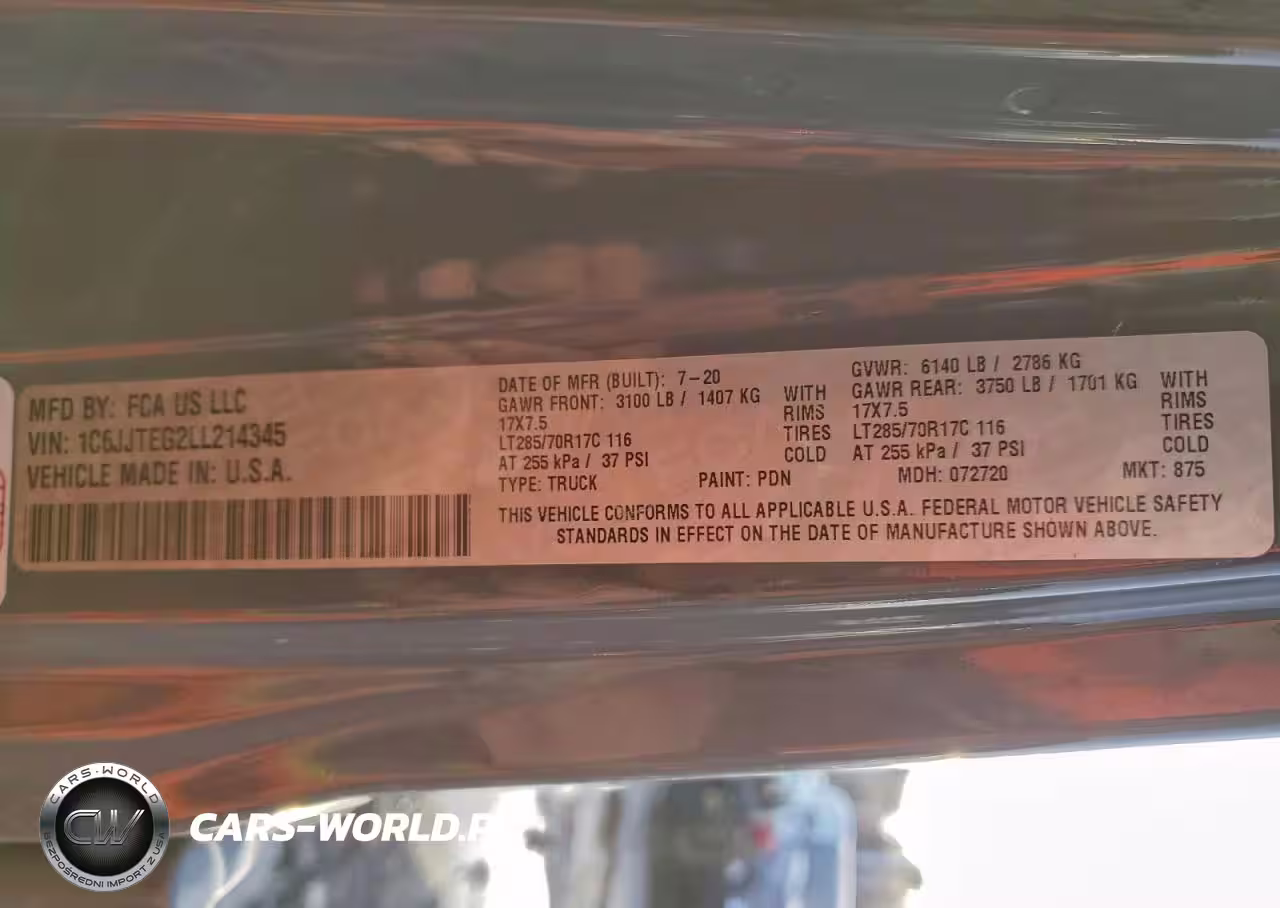 MFD BY: FCA US LLC
VIN: 1C6JJTEG2LL214345
VEHICLE MADE IN: U.S.A.
DATE OF MFR (BUILT): 7-20
GAWR FRONT: 3100 LB / 1407 KG WITH
17X7.5 RIMS
LT285/70R17C 116 TIRES
AT 255 kPa / 37 PSI COLD
TYPE: TRUCK PAINT: PDN
GVWR: 6140 LB / 2786 KG
GAWR REAR: 3750 LB / 1701 KG WITH
17X7.5 RIMS
LT285/70R17C 116 TIRES
AT 255 kPa / 37 PSI COLD
MDH: 072720 MKT: 875
THIS VEHICLE CONFORMS TO ALL APPLICABLE U.S.A. FEDERAL MOTOR VEHICLE SAFETY
STANDARDS IN EFFECT ON THE DATE OF MANUFACTURE SHOWN ABOVE.
CARS-WORLD
CW
BEZPOŚREDNI IMPORT Z USA
CARS-WORLD.P